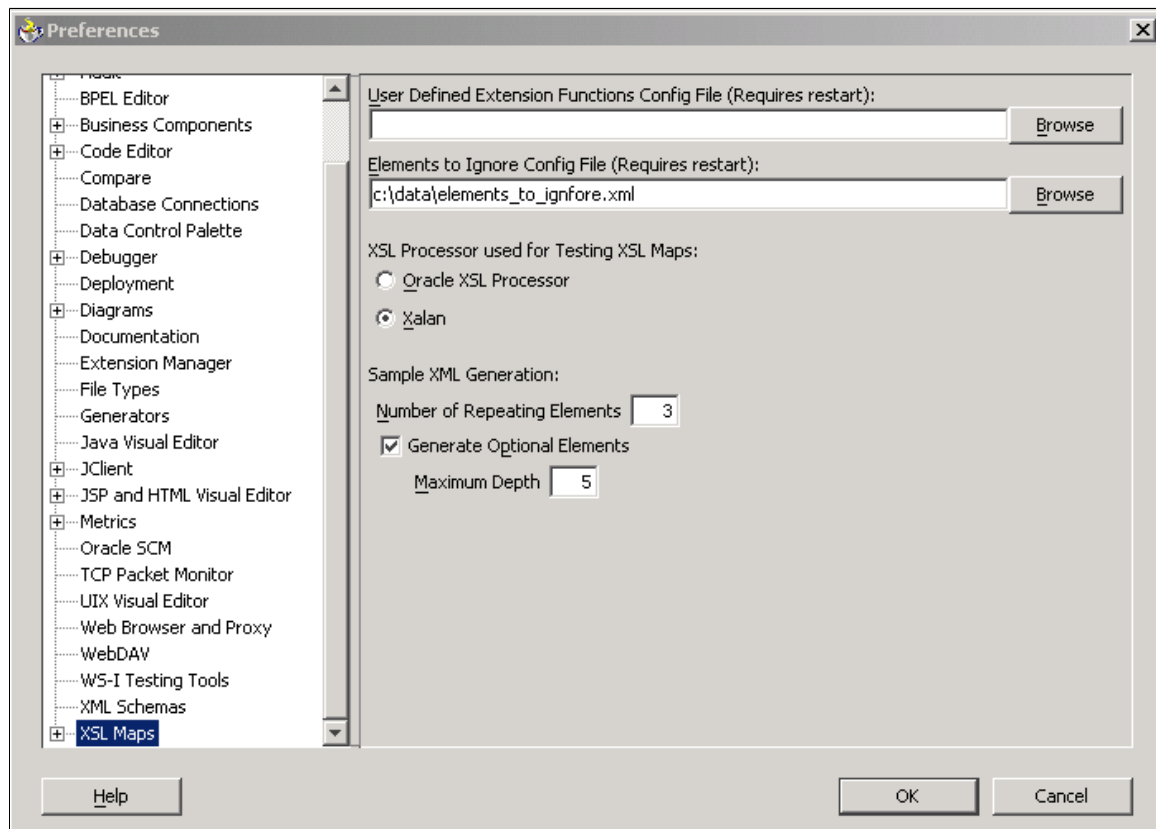 Preferences
BPEL Editor
Business Components
Code Editor
Compare
Database Connections
Data Control Palette
Debugger
Deployment
Diagrams
Documentation
Extension Manager
File Types
Generators
Java Visual Editor
JClient
JSP and HTML Visual Editor
Metrics
Oracle SCM
TCP Packet Monitor
UIX Visual Editor
Web Browser and Proxy
WebDAV
WS-I Testing Tools
XML Schemas
XSL Maps
User Defined Extension Functions Config File (Requires restart):
Browse
Elements to Ignore Config File (Requires restart):
c:\data\elements_to_ignfore.xml Browse
XSL Processor used for Testing XSL Maps:
Oracle XSL Processor
Xalan
Sample XML Generation:
Number of Repeating Elements 3
Generate Optional Elements
Maximum Depth 5
Help OK Cancel